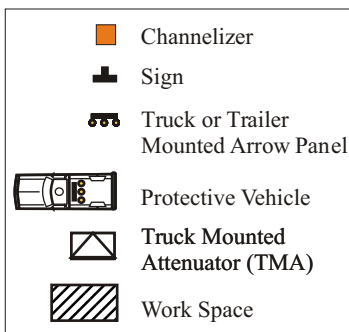 Channelizer
Sign
Truck or Trailer
Mounted Arrow Panel
Protective Vehicle
Truck Mounted
Attenuator (TMA)
Work Space